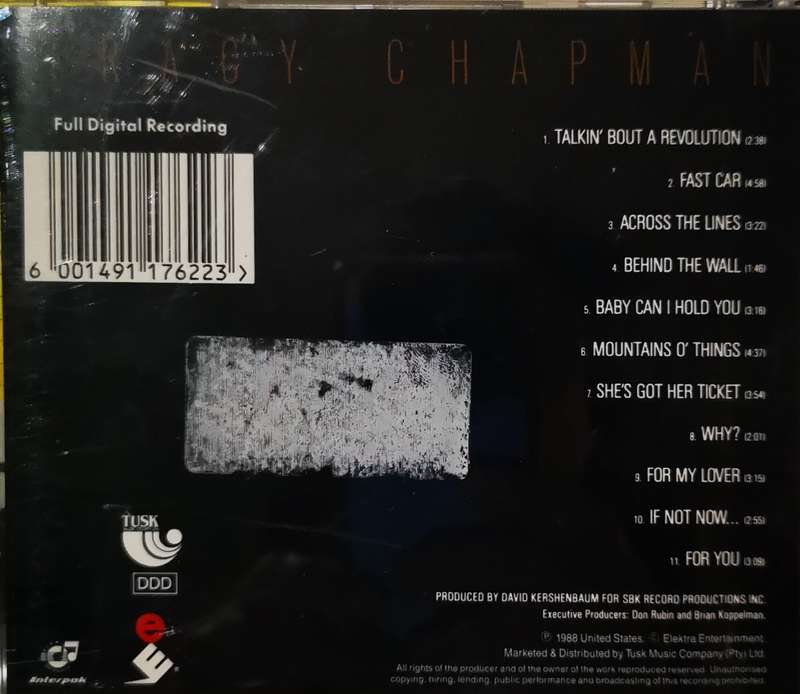 RACY CHAPMAN
Full Digital Recording
6 001491 176223 >
1. TALKIN' BOUT A REVOLUTION (2:38)
2. FAST CAR (4:58)
3. ACROSS THE LINES (3:22)
4. BEHIND THE WALL (1:46)
5. BABY CAN I HOLD YOU (3:16)
6. MOUNTAINS O' THINGS (4:37)
7. SHE'S GOT HER TICKET (3:54)
8. WHY? (2:01)
9. FOR MY LOVER (3:15)
10. IF NOT NOW... (2:55)
11. FOR YOU (3:09)
TUSK
DDD
e
Interpak
PRODUCED BY DAVID KERSHENBAUM FOR SBK RECORD PRODUCTIONS INC.
Executive Producers: Don Rubin and Brian Koppelman.
℗ 1988 United States. © Elektra Entertainment.
Marketed & Distributed by Tusk Music Company (Pty) Ltd.
All rights of the producer and of the owner of the work reproduced reserved. Unauthorised
copying, hiring, lending, public performance and broadcasting of this recording prohibited.